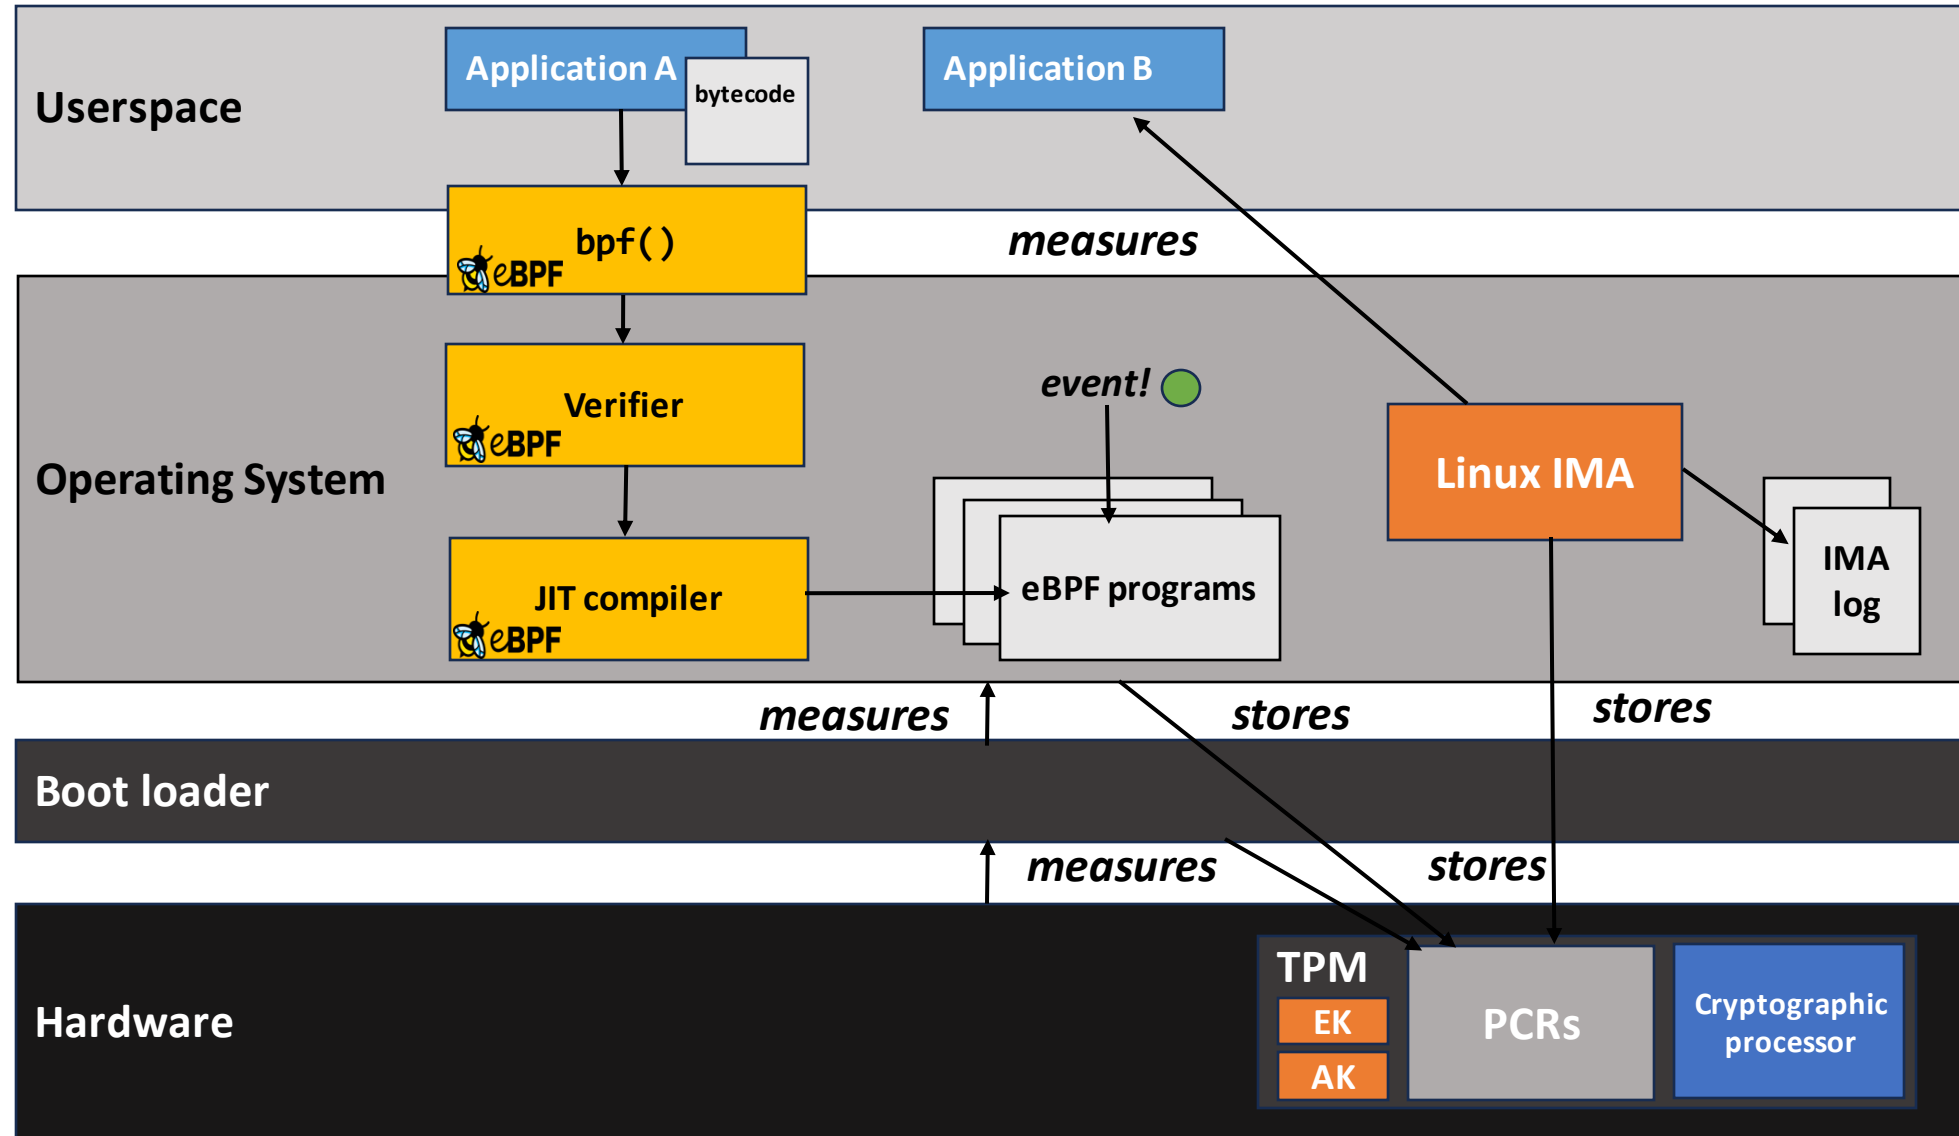 Userspace
Application A
bytecode
Application B
bpf()
eBPF
measures
Operating System
Verifier
eBPF
event!
Linux IMA
JIT compiler
eBPF
eBPF programs
IMA
log
measures
stores
stores
Boot loader
measures
stores
Hardware
TPM
EK
AK
PCRs
Cryptographic
processor